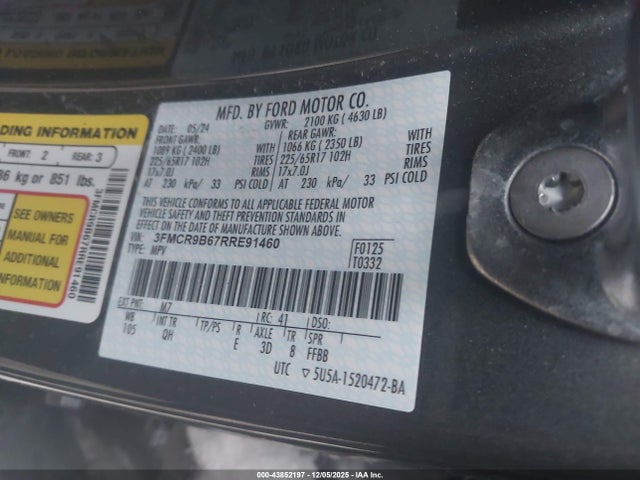 MFD. BY FORD MOTOR CO.
DATE: 05/24 GVWR: 2100 KG ( 4630 LB)
FRONT GAWR: REAR GAWR:
1089 KG ( 2400 LB) WITH 1066 KG ( 2350 LB) WITH
225/65R17 102H TIRES 225/65R17 102H TIRES
17x7.0J RIMS 17x7.0J RIMS
AT 230 kPa/ 33 PSI COLD AT 230 kPa/ 33 PSI COLD
THIS VEHICLE CONFORMS TO ALL APPLICABLE FEDERAL MOTOR
VEHICLE SAFETY AND THEFT PREVENTION STANDARDS IN
EFFECT ON THE DATE OF MANUFACTURE SHOWN ABOVE.
VIN: 3FMCR9B67RRE91460 F0125
TYPE: MPV T0332
EXT PNT: M7 RC: 41 DSO:
WB INT TR TP/PS R AXLE TR SPR
105 QH E 3D 8 FFBB
UTC ▽ 5U5A-1520472-BA
DING INFORMATION
FRONT: 2 REAR: 3
86 kg or 851 lbs.
SEE OWNERS
MANUAL FOR
ADDITIONAL
INFORMATION
3FMCR9B67RRE91460
000-43852197 - 12/05/2025 - IAAI.COM